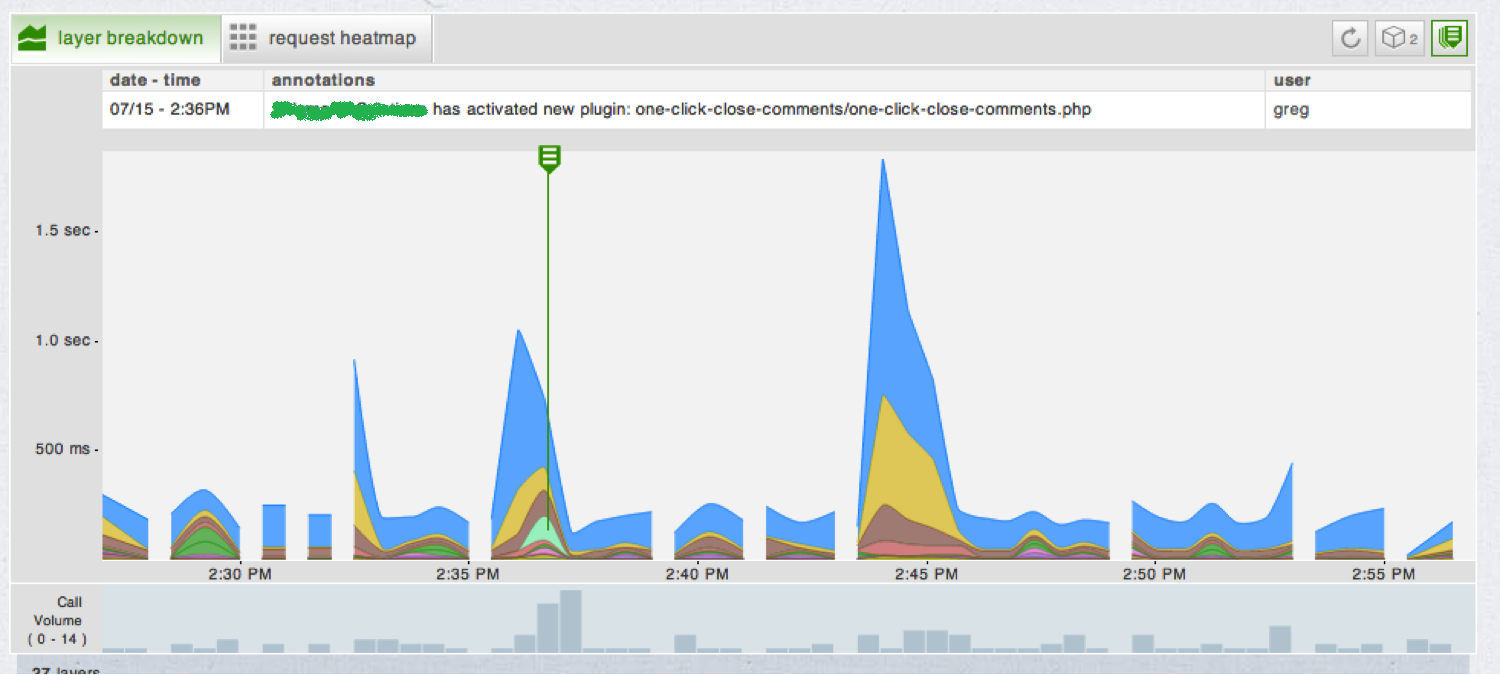 layer breakdown
request heatmap
2
date - time annotations user
07/15 - 2:36PM has activated new plugin: one-click-close-comments/one-click-close-comments.php greg
1.5 sec
1.0 sec
500 ms
2:30 PM 2:35 PM 2:40 PM 2:45 PM 2:50 PM 2:55 PM
Call
Volume
( 0 - 14 )
27 layers